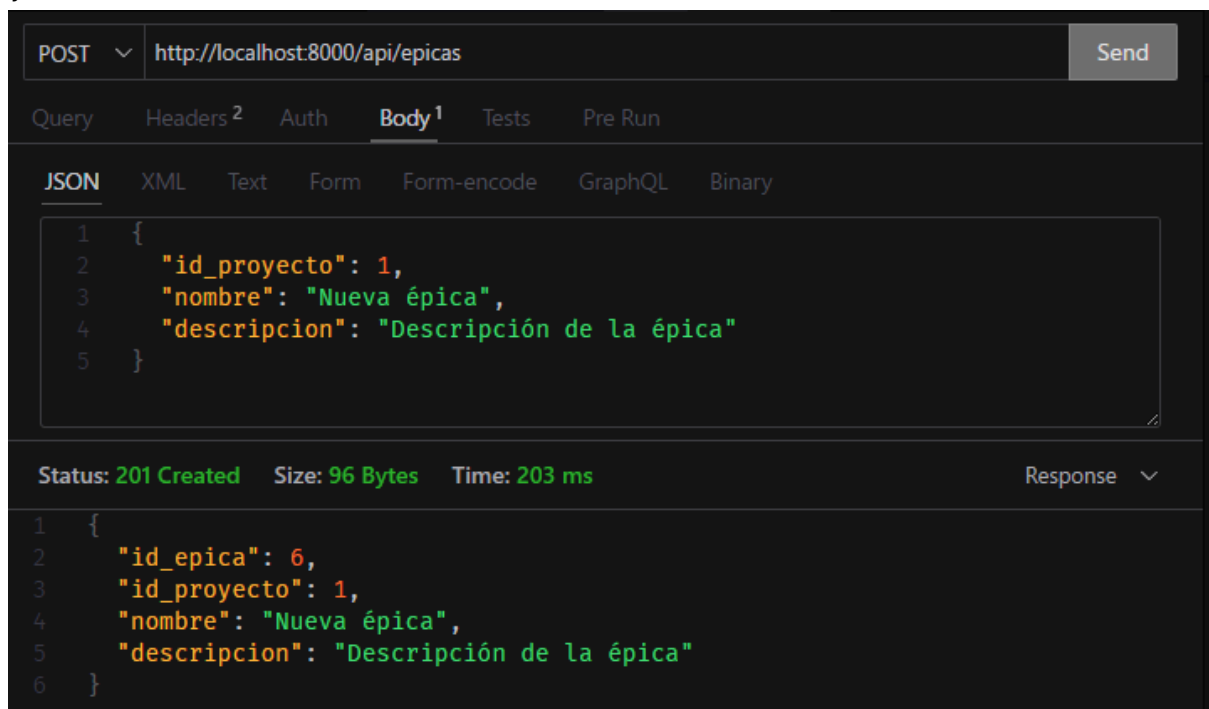 POST http://localhost:8000/api/epicas Send
Query Headers 2 Auth Body 1 Tests Pre Run
JSON XML Text Form Form-encode GraphQL Binary
1 {
2 "id_proyecto": 1,
3 "nombre": "Nueva épica",
4 "descripcion": "Descripción de la épica"
5 }
Status: 201 Created Size: 96 Bytes Time: 203 ms Response
1 {
2 "id_epica": 6,
3 "id_proyecto": 1,
4 "nombre": "Nueva épica",
5 "descripcion": "Descripción de la épica"
6 }